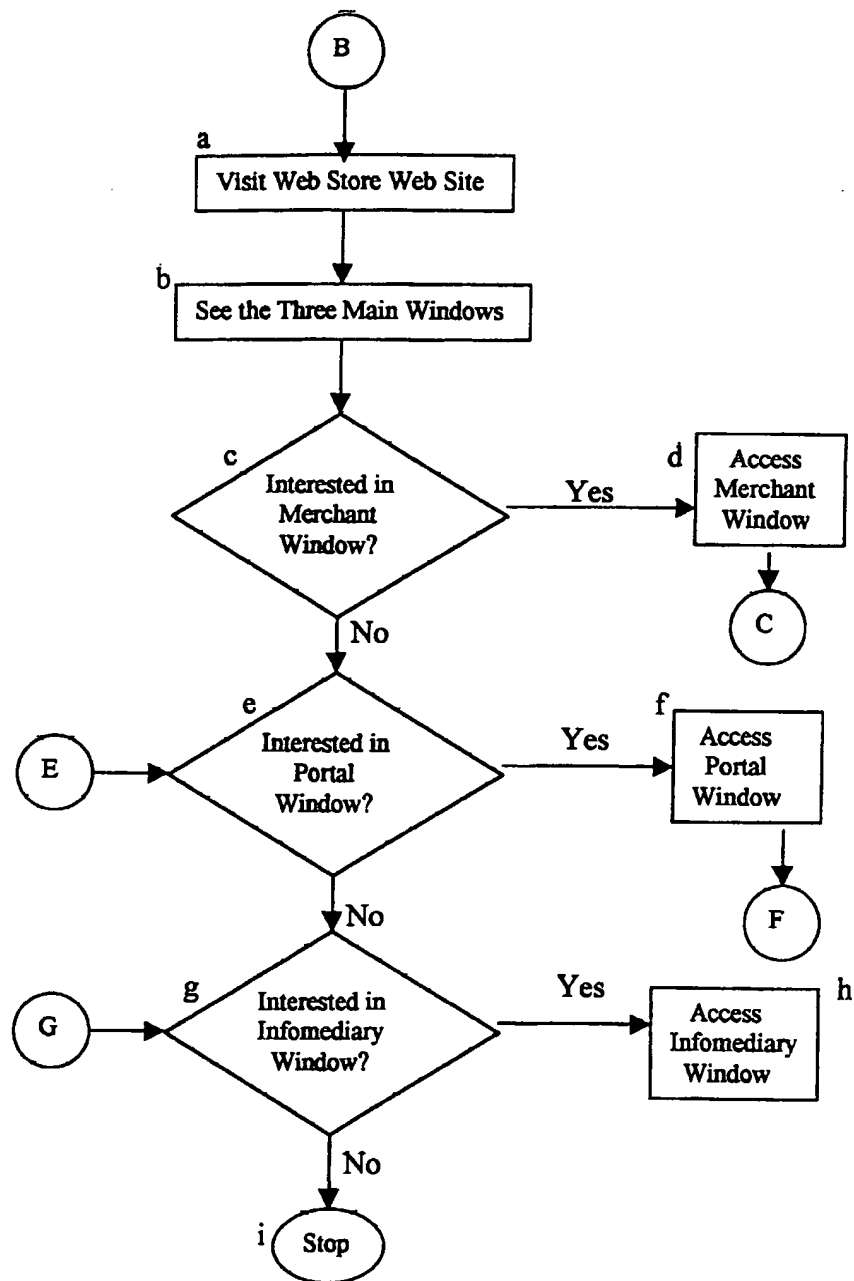 B
a
Visit Web Store Web Site
b
See the Three Main Windows
c
Interested in
Merchant
Window?
Yes
d
Access
Merchant
Window
C
No
E
e
Interested in
Portal
Window?
Yes
f
Access
Portal
Window
F
No
G
g
Interested in
Infomediary
Window?
Yes
h
Access
Infomediary
Window
No
i
Stop